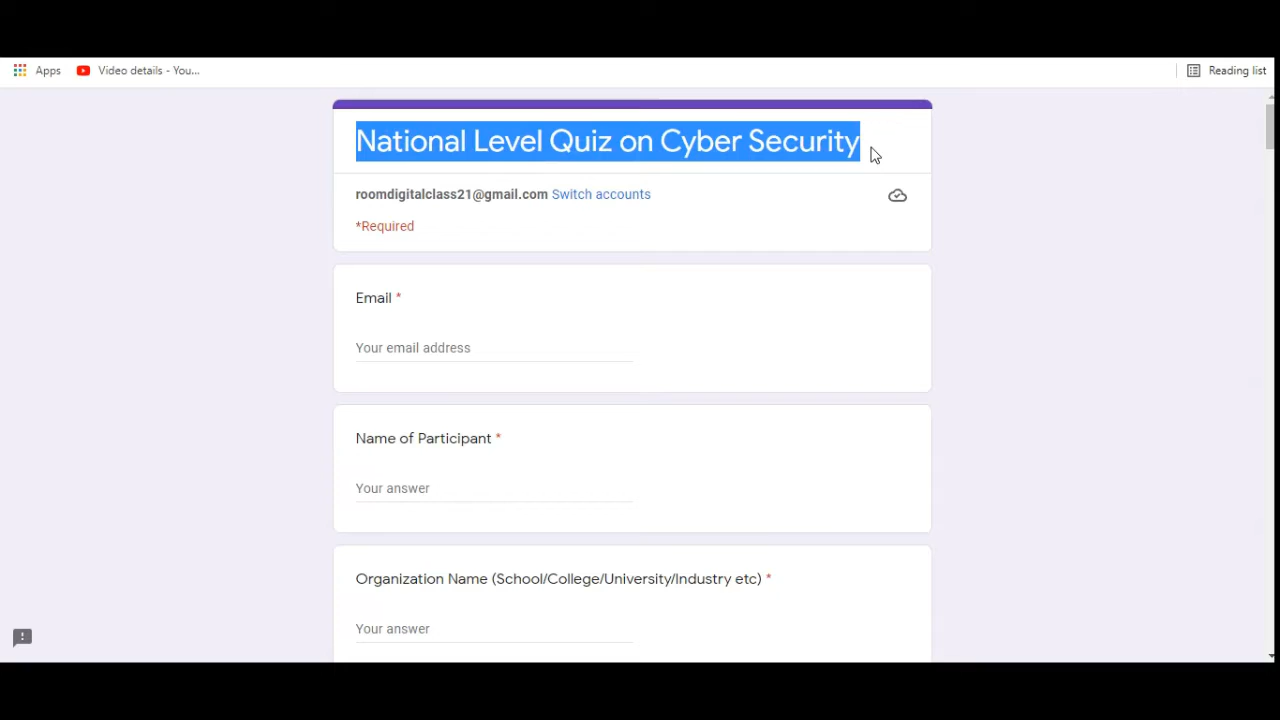 Apps Video details - You... Reading list
National Level Quiz on Cyber Security
roomdigitalclass21@gmail.com Switch accounts
*Required
Email *
Your email address
Name of Participant *
Your answer
Organization Name (School/College/University/Industry etc) *
Your answer